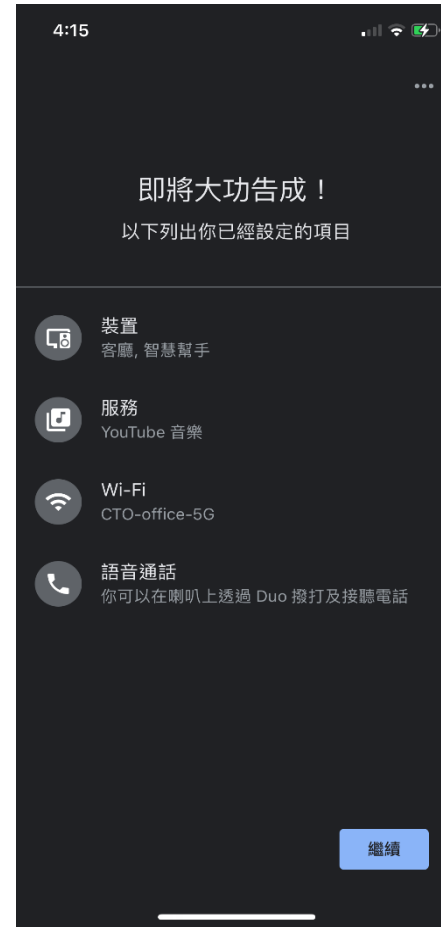 4:15
即將大功告成！
以下列出你已經設定的項目
裝置
客廳, 智慧幫手
服務
YouTube 音樂
Wi-Fi
CTO-office-5G
語音通話
你可以在喇叭上透過 Duo 撥打及接聽電話
繼續